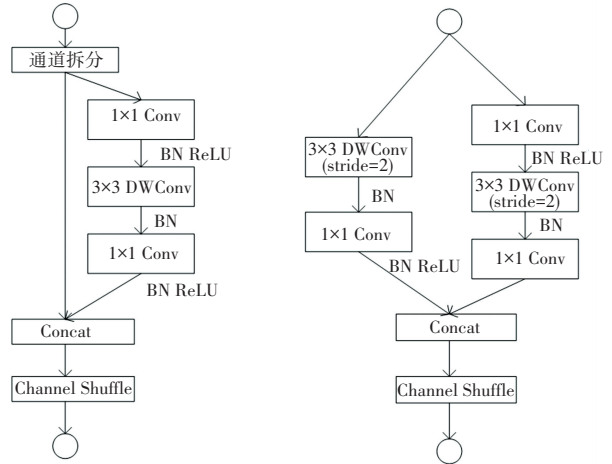 通道拆分
1×1 Conv
BN ReLU
3×3 DWConv
BN
1×1 Conv
BN ReLU
Concat
Channel Shuffle
3×3 DWConv
(stride=2)
BN
1×1 Conv
BN ReLU
1×1 Conv
BN ReLU
3×3 DWConv
(stride=2)
BN
1×1 Conv
Concat
Channel Shuffle